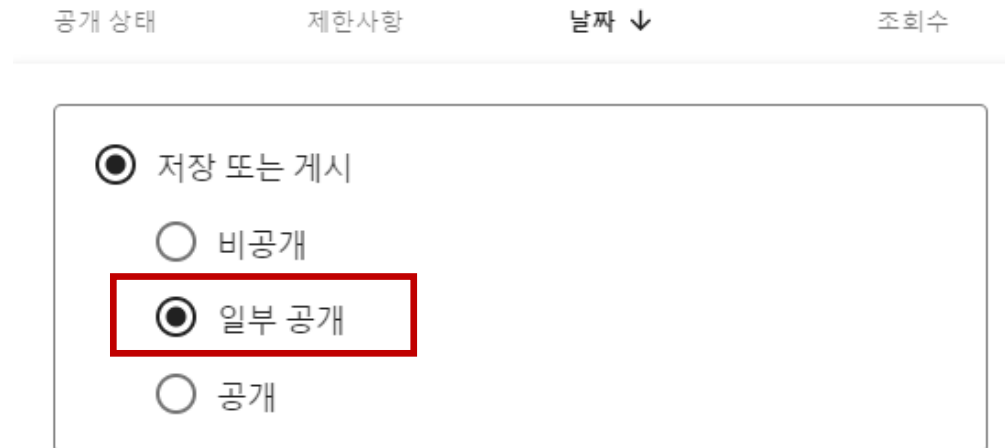 공개 상태 제한사항 날짜 ↓ 조회수
저장 또는 게시
비공개
일부 공개
공개